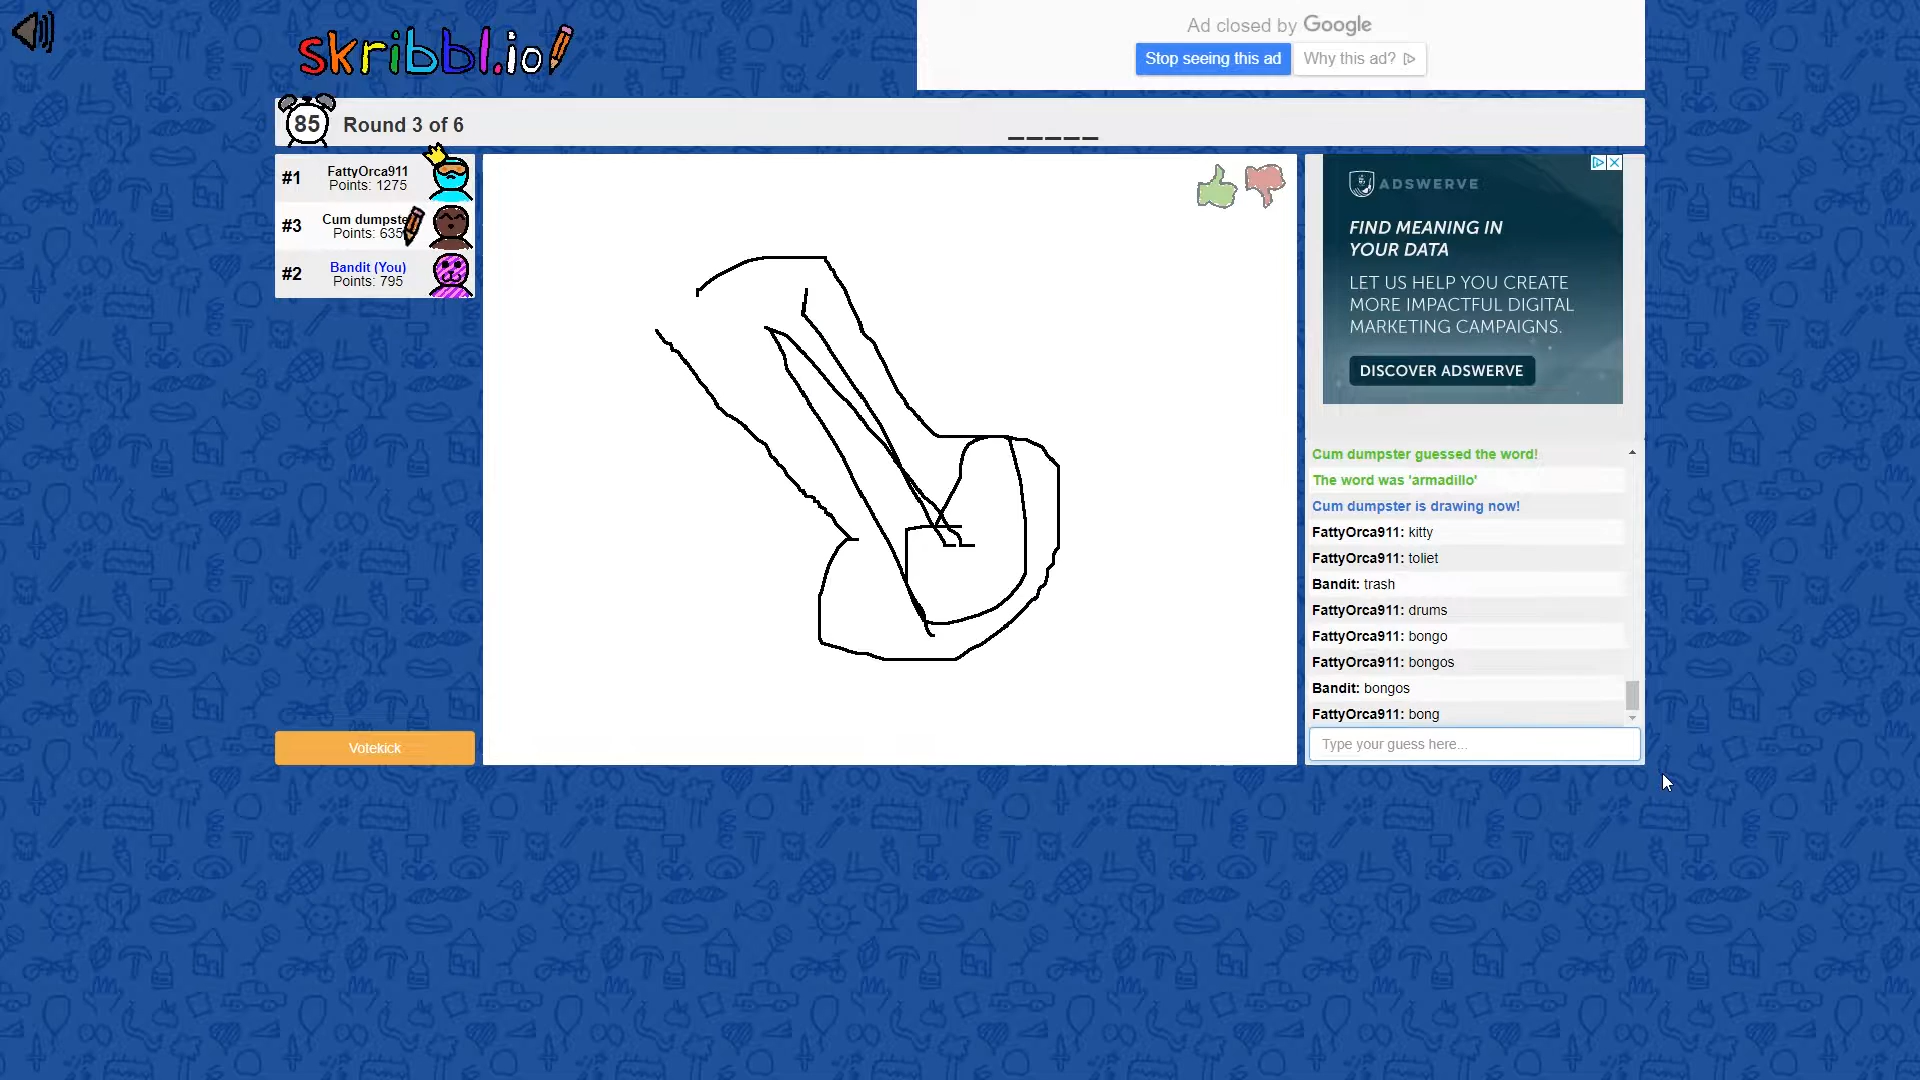 skribbl.io
Ad closed by Google
Stop seeing this ad
Why this ad?
85
Round 3 of 6
_____
#1
FattyOrca911
Points: 1275
#3
Cum dumpste
Points: 635
#2
Bandit (You)
Points: 795
Votekick
ADSWERVE
FIND MEANING IN
YOUR DATA
LET US HELP YOU CREATE
MORE IMPACTFUL DIGITAL
MARKETING CAMPAIGNS.
DISCOVER ADSWERVE
Cum dumpster guessed the word!
The word was 'armadillo'
Cum dumpster is drawing now!
FattyOrca911: kitty
FattyOrca911: toliet
Bandit: trash
FattyOrca911: drums
FattyOrca911: bongo
FattyOrca911: bongos
Bandit: bongos
FattyOrca911: bong
Type your guess here...